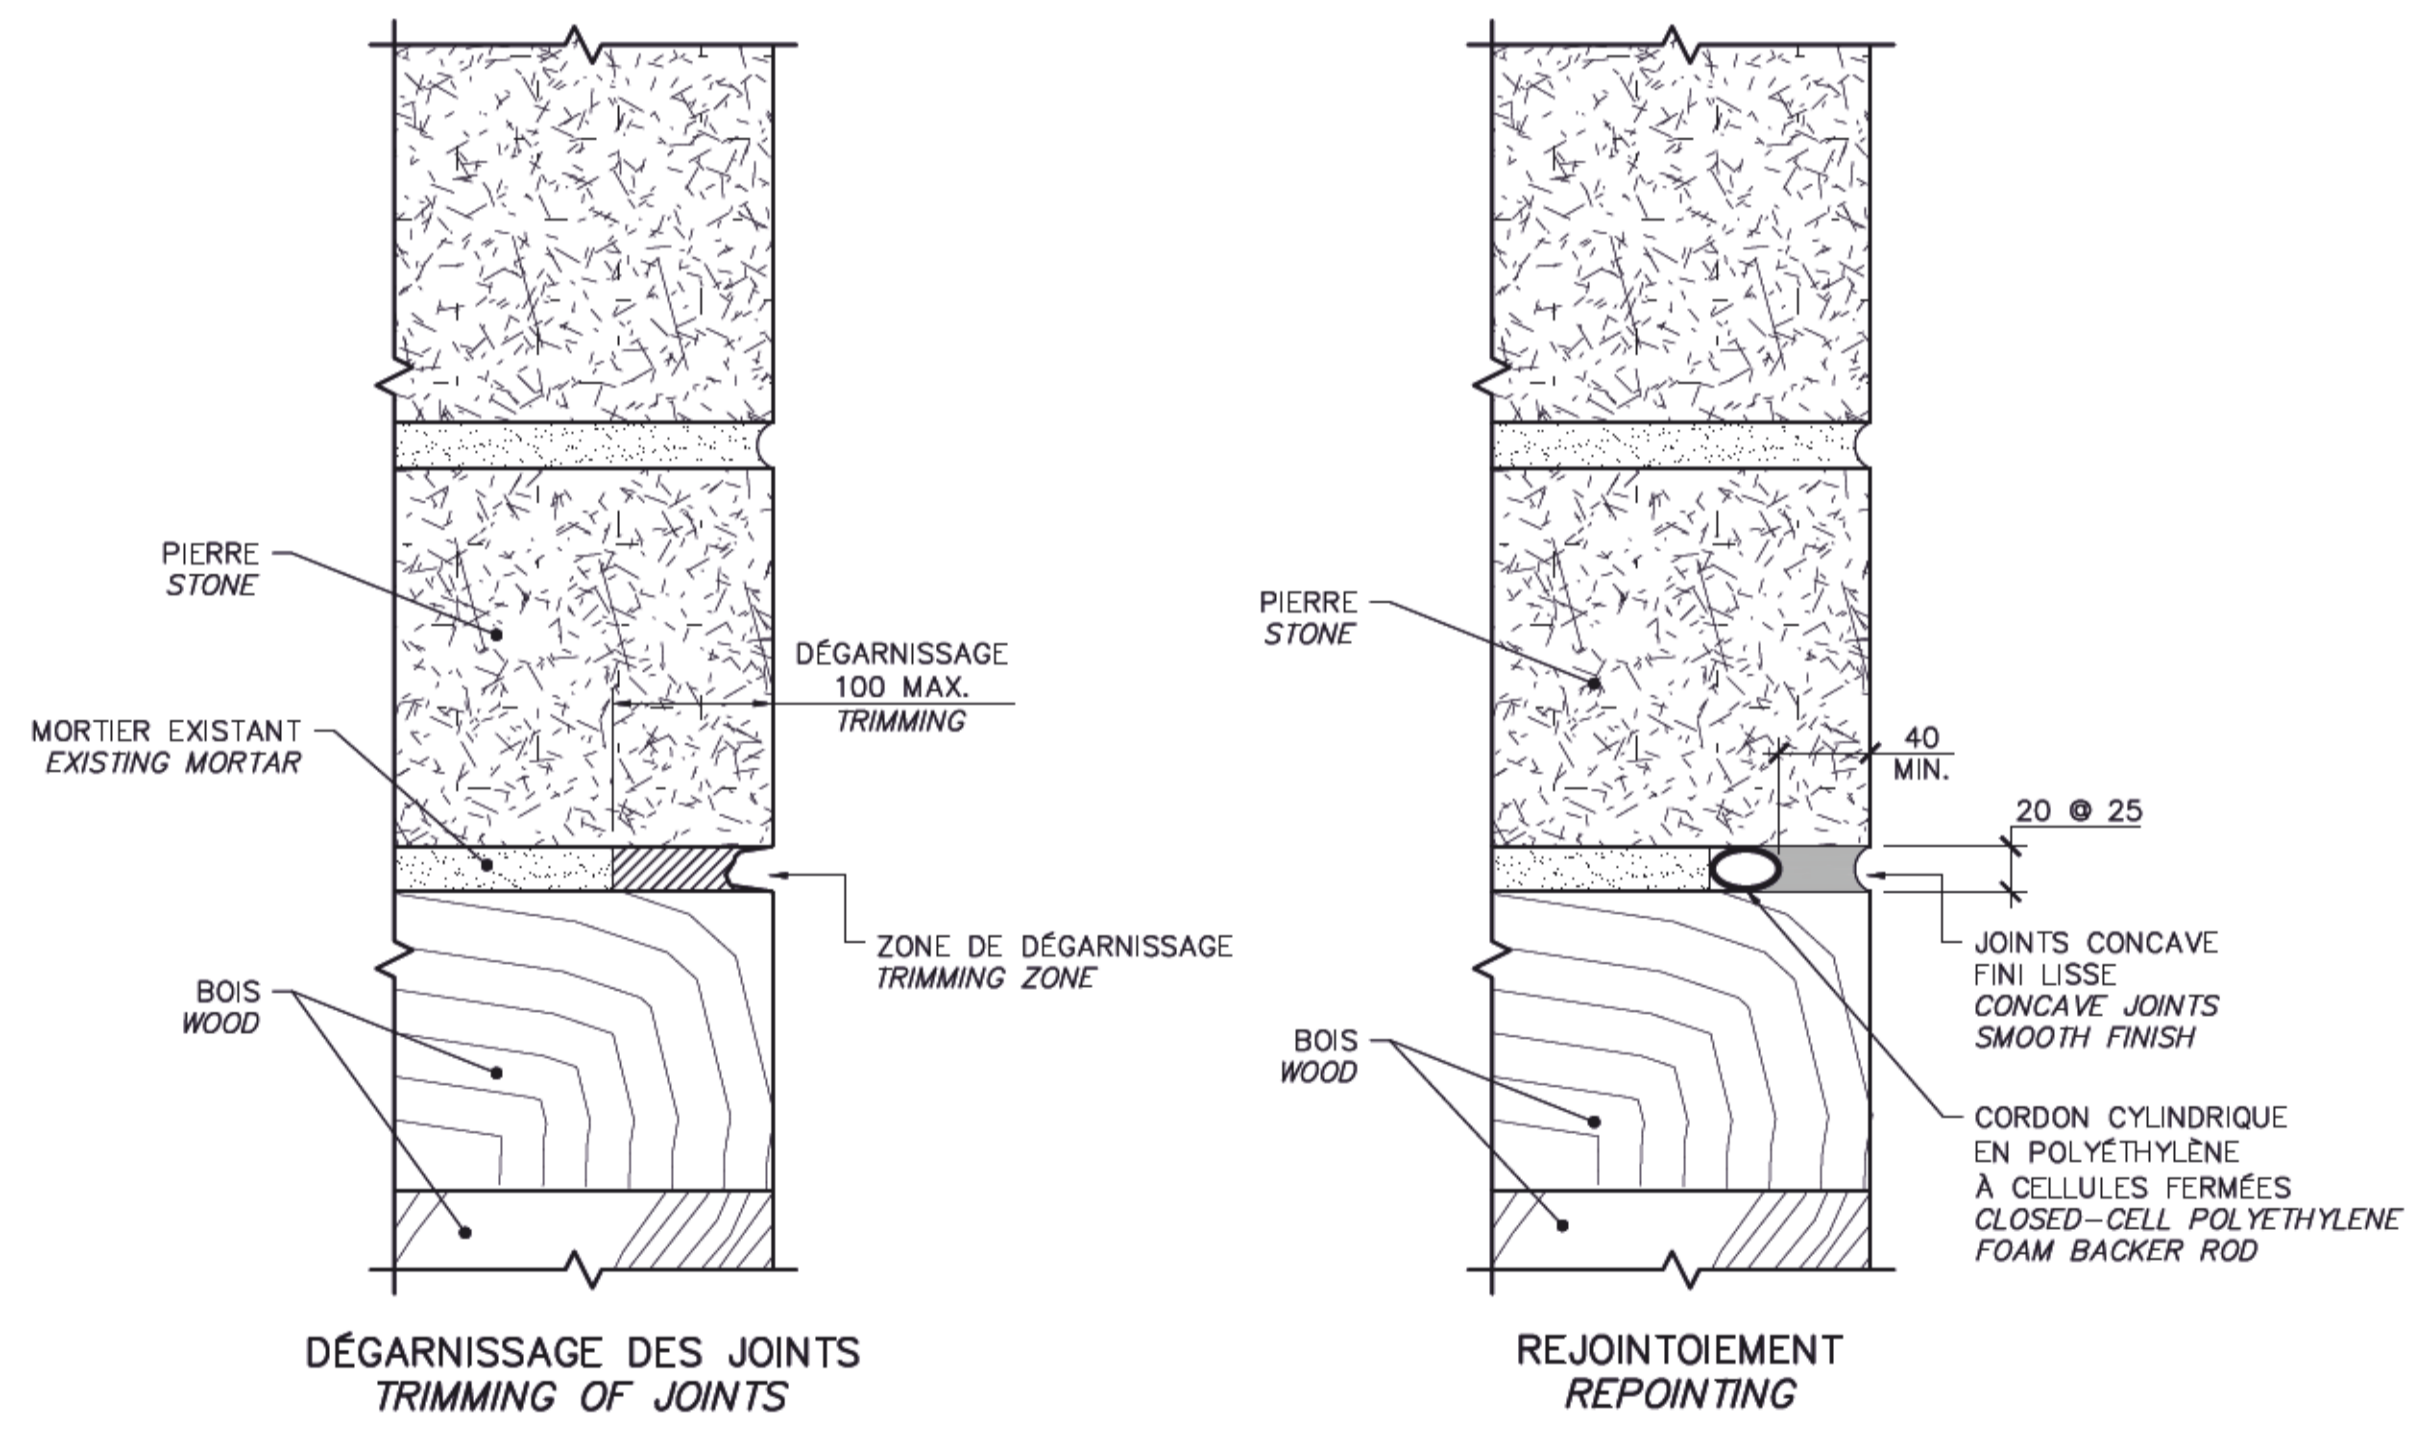 PIERRE
STONE
DÉGARNISSAGE
100 MAX.
TRIMMING
MORTIER EXISTANT
EXISTING MORTAR
ZONE DE DÉGARNISSAGE
TRIMMING ZONE
BOIS
WOOD
DÉGARNISSAGE DES JOINTS
TRIMMING OF JOINTS
PIERRE
STONE
40
MIN.
20 @ 25
JOINTS CONCAVE
FINI LISSE
CONCAVE JOINTS
SMOOTH FINISH
BOIS
WOOD
CORDON CYLINDRIQUE
EN POLYÉTHYLÈNE
À CELLULES FERMÉES
CLOSED-CELL POLYETHYLENE
FOAM BACKER ROD
REJOINTOIEMENT
REPOINTING